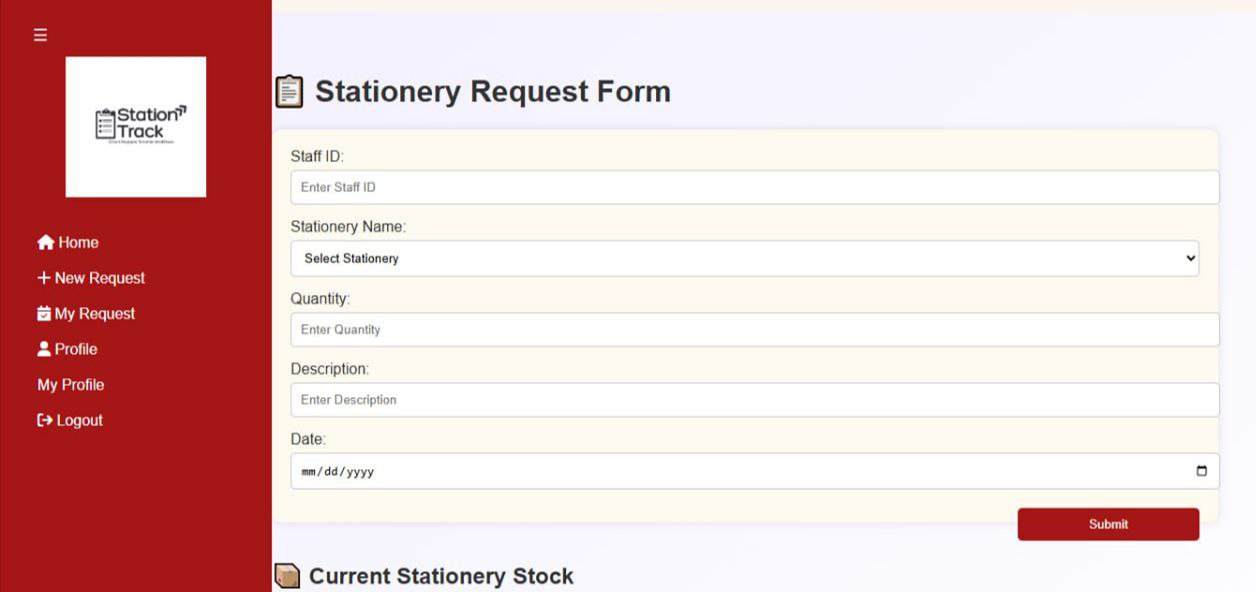 ☰
Station
Track
Home
+ New Request
My Request
Profile
My Profile
Logout
Stationery Request Form
Staff ID:
Enter Staff ID
Stationery Name:
Select Stationery
Quantity:
Enter Quantity
Description:
Enter Description
Date:
mm/dd/yyyy
Submit
Current Stationery Stock